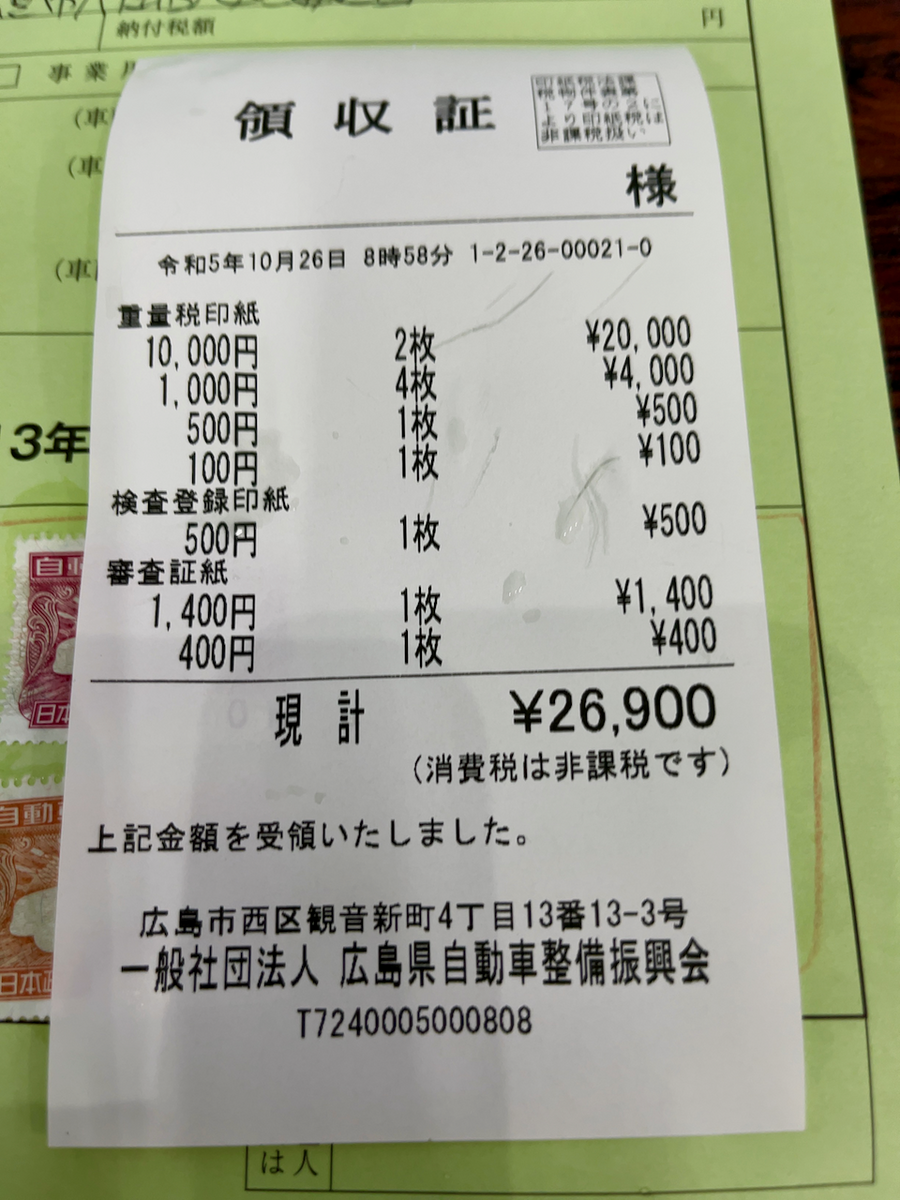 納付税額
円
事業
(車
(車
(車
領収証
印紙税法課
税物件表第
17号の2に
より印紙税は
非課税扱い
様
令和5年10月26日 8時58分 1-2-26-00021-0
重量税印紙
10,000円 2枚 ¥20,000
1,000円 4枚 ¥4,000
500円 1枚 ¥500
100円 1枚 ¥100
検査登録印紙
500円 1枚 ¥500
審査証紙
1,400円 1枚 ¥1,400
400円 1枚 ¥400
現計 ¥26,900
(消費税は非課税です)
上記金額を受領いたしました。
広島市西区観音新町4丁目13番13-3号
一般社団法人 広島県自動車整備振興会
T7240005000808
3年
自
日本
自動
日本
は人